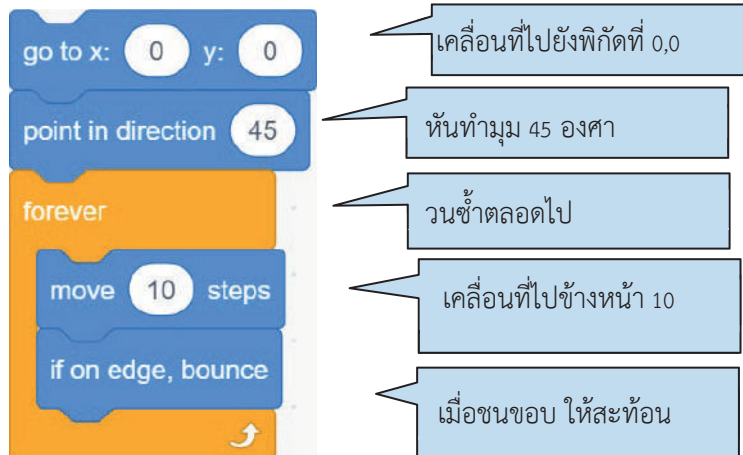 go to x: 0 y: 0
เคลื่อนที่ไปยังพิกัดที่ 0,0
point in direction 45
หันทำมุม 45 องศา
forever
วนซ้ำตลอดไป
move 10 steps
เคลื่อนที่ไปข้างหน้า 10
if on edge, bounce
เมื่อชนขอบ ให้สะท้อน